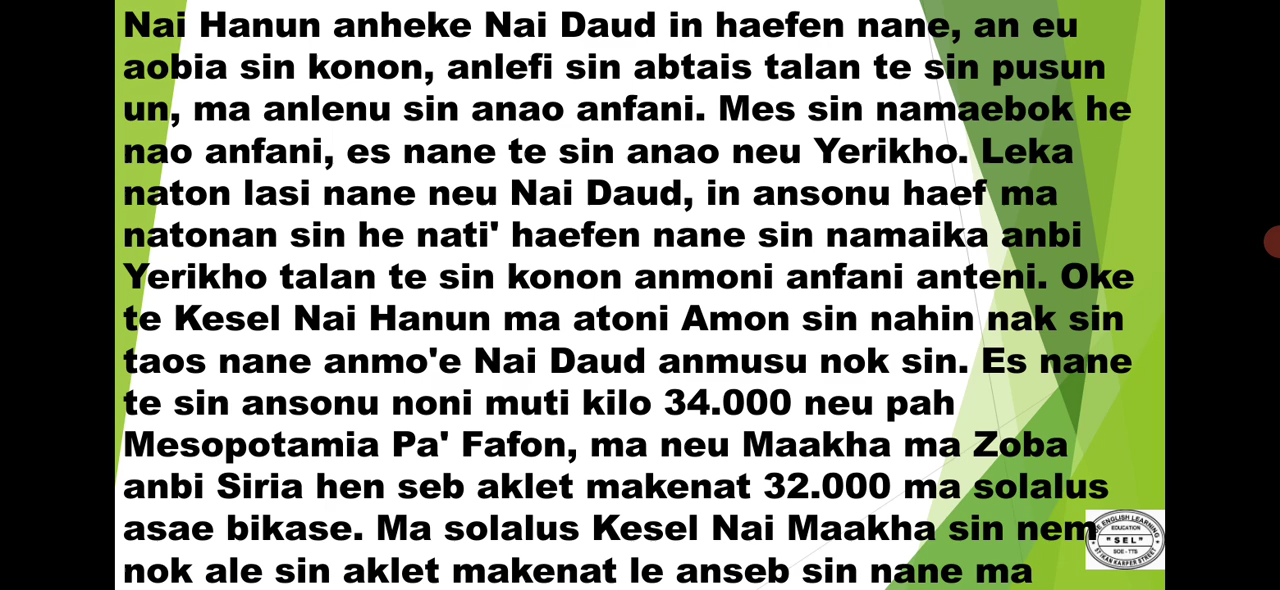 Nai Hanun anheke Nai Daud in haefen nane, an eu
aobia sin konon, anlefi sin abtais talan te sin pusun
un, ma anlenu sin anao anfani. Mes sin namaebok he
nao anfani, es nane te sin anao neu Yerikho. Leka
naton lasi nane neu Nai Daud, in ansonu haef ma
natonan sin he nati' haefen nane sin namaika anbi
Yerikho talan te sin konon anmoni anfani anteni. Oke
te Kesel Nai Hanun ma atoni Amon sin nahin nak sin
taos nane anmo'e Nai Daud anmusu nok sin. Es nane
te sin ansonu noni muti kilo 34.000 neu pah
Mesopotamia Pa' Fafon, ma neu Maakha ma Zoba
anbi Siria hen seb aklet makenat 32.000 ma solalus
asae bikase. Ma solalus Kesel Nai Maakha sin nem
nok ale sin aklet makenat le anseb sin nane ma
ENGLISH LEARNING
EDUCATION
"SEL"
SOE - TTS